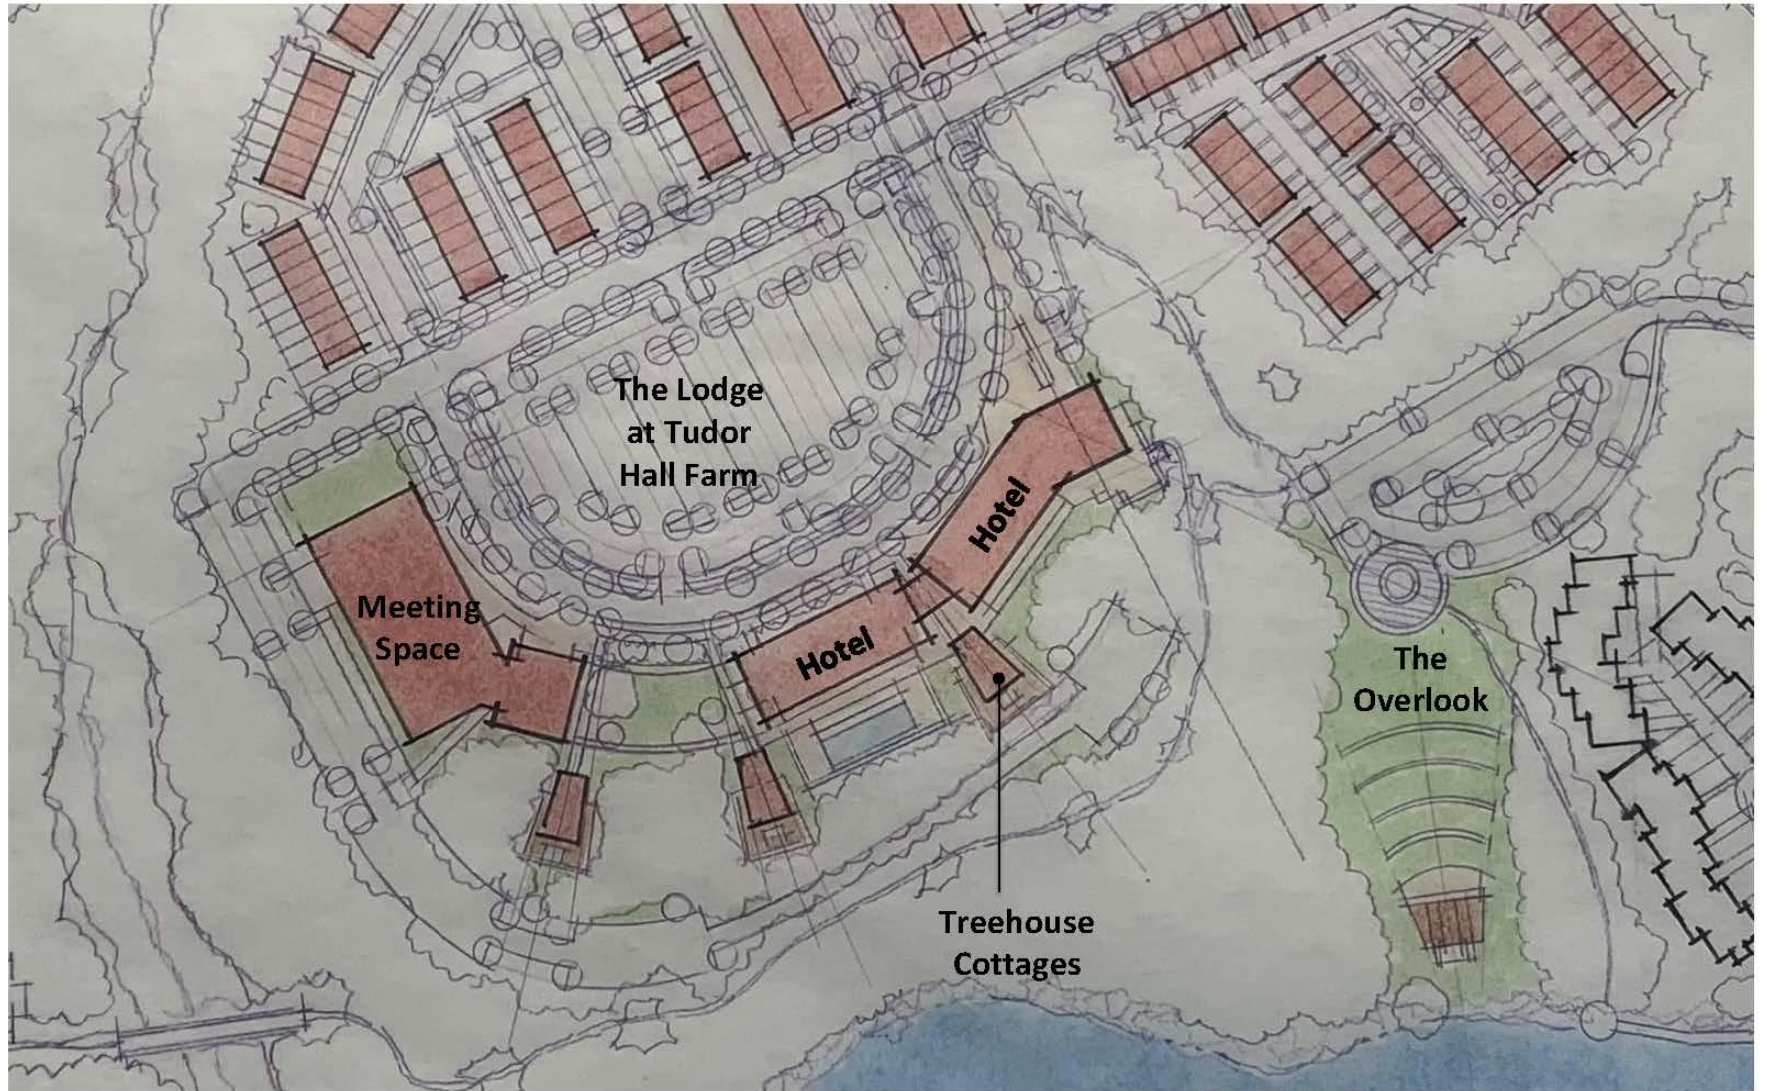 The Lodge
at Tudor
Hall Farm
Hotel
Meeting
Space
Hotel
The
Overlook
Treehouse
Cottages